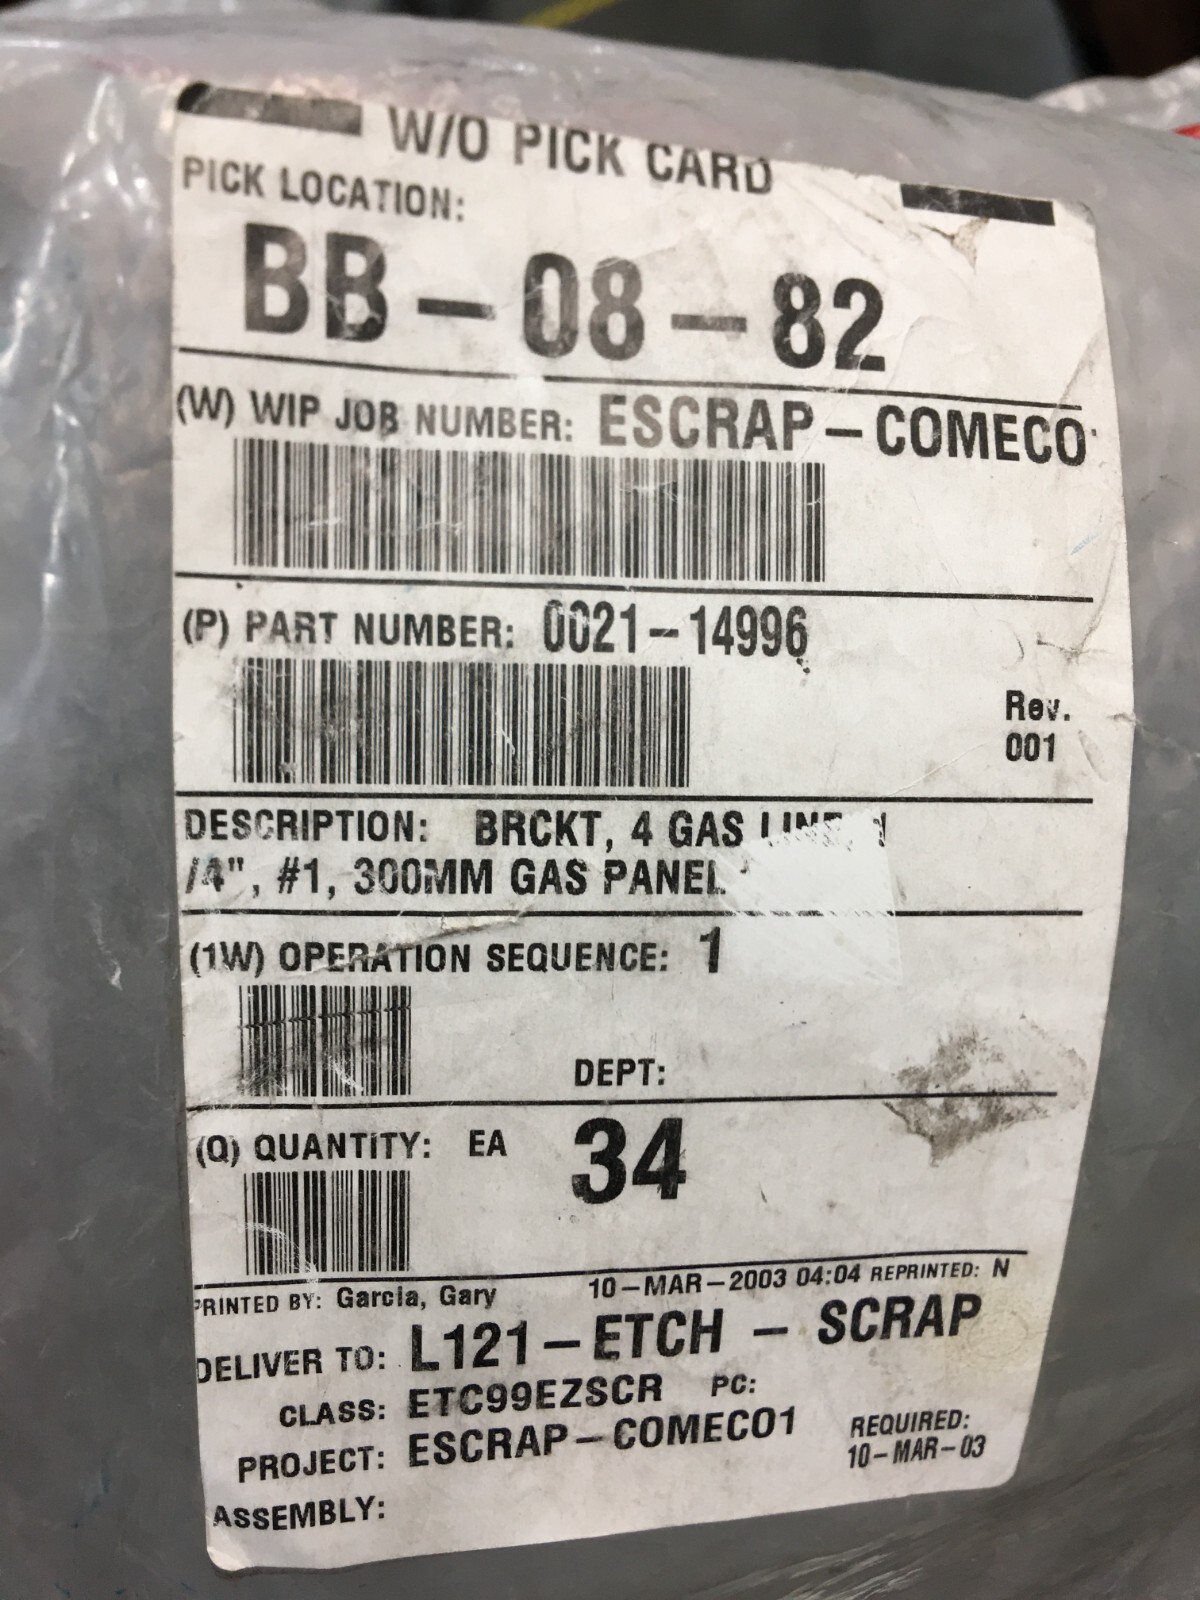 W/O PICK CARD
PICK LOCATION:
BB-08-82
(W) WIP JOB NUMBER: ESCRAP-COMECO
(P) PART NUMBER: 0021-14996
Rev.
001
DESCRIPTION: BRCKT, 4 GAS LINE, 1
/4", #1, 300MM GAS PANEL
(1W) OPERATION SEQUENCE: 1
DEPT:
(Q) QUANTITY: EA 34
PRINTED BY: Garcia, Gary 10-MAR-2003 04:04 REPRINTED: N
DELIVER TO: L121-ETCH - SCRAP
CLASS: ETC99EZSCR PC:
PROJECT: ESCRAP-COMECO1 REQUIRED:
10-MAR-03
ASSEMBLY: